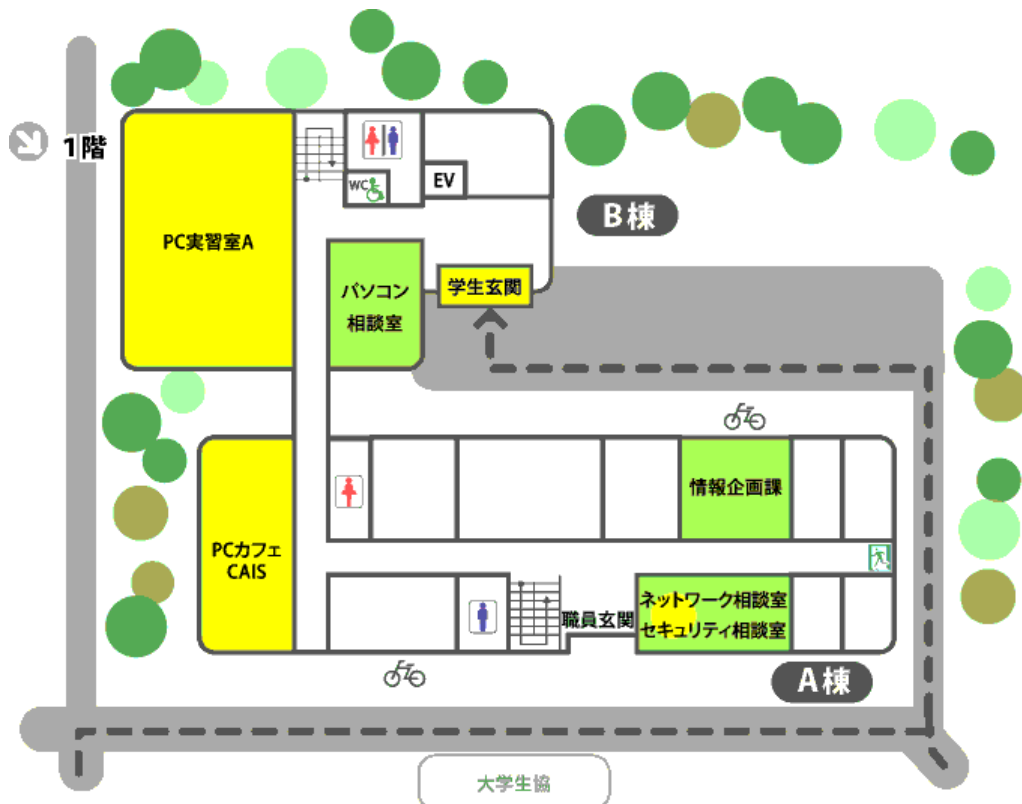 1階
WC
EV
B棟
PC実習室A
パソコン
相談室
学生玄関
情報企画課
PCカフェ
CAIS
ネットワーク相談室
セキュリティ相談室
職員玄関
A棟
大学生協